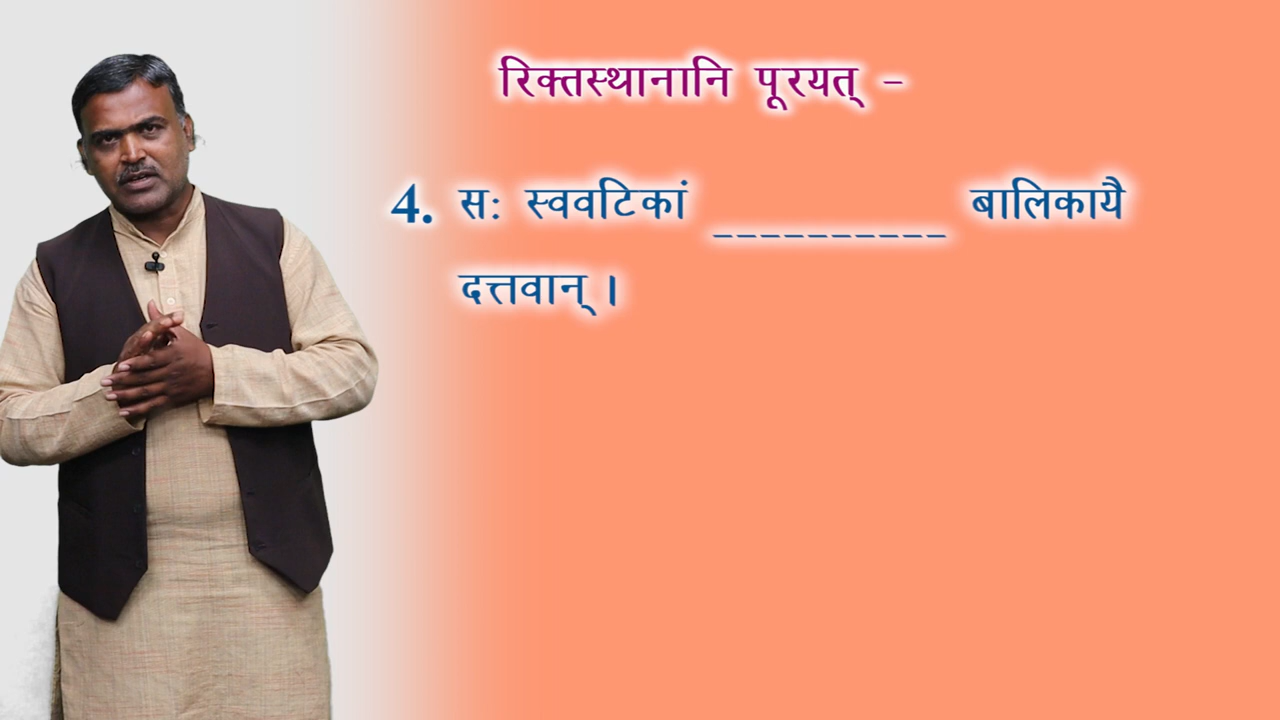 रिक्तस्थानानि पूरयत् -
4. सः स्ववटिकां __________ बालिकायै
दत्तवान् ।